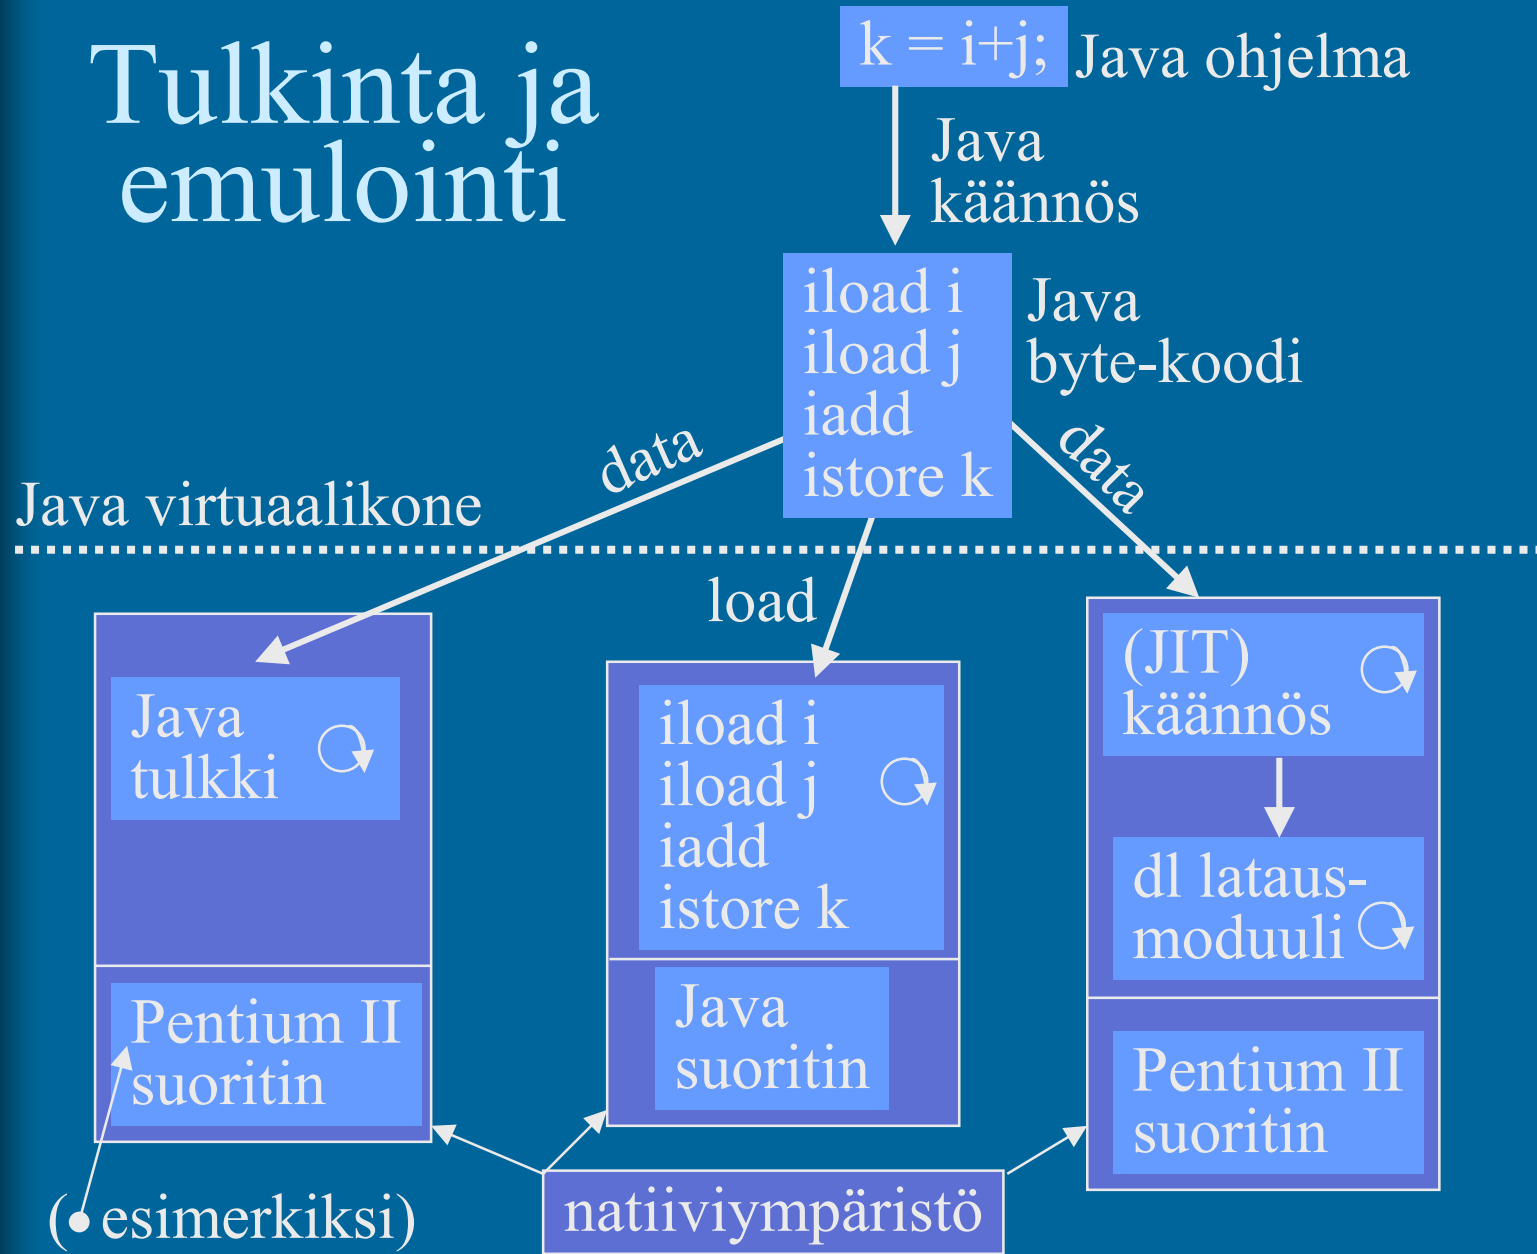 Tulkinta ja
emulointi
k = i+j;
Java ohjelma
Java
käännös
iload i
iload j
iadd
istore k
Java
byte-koodi
data
data
Java virtuaalikone
load
Java
tulkki
Pentium II
suoritin
iload i
iload j
iadd
istore k
Java
suoritin
(JIT)
käännös
dl lataus-
moduuli
Pentium II
suoritin
(• esimerkiksi)
natiiviympäristö